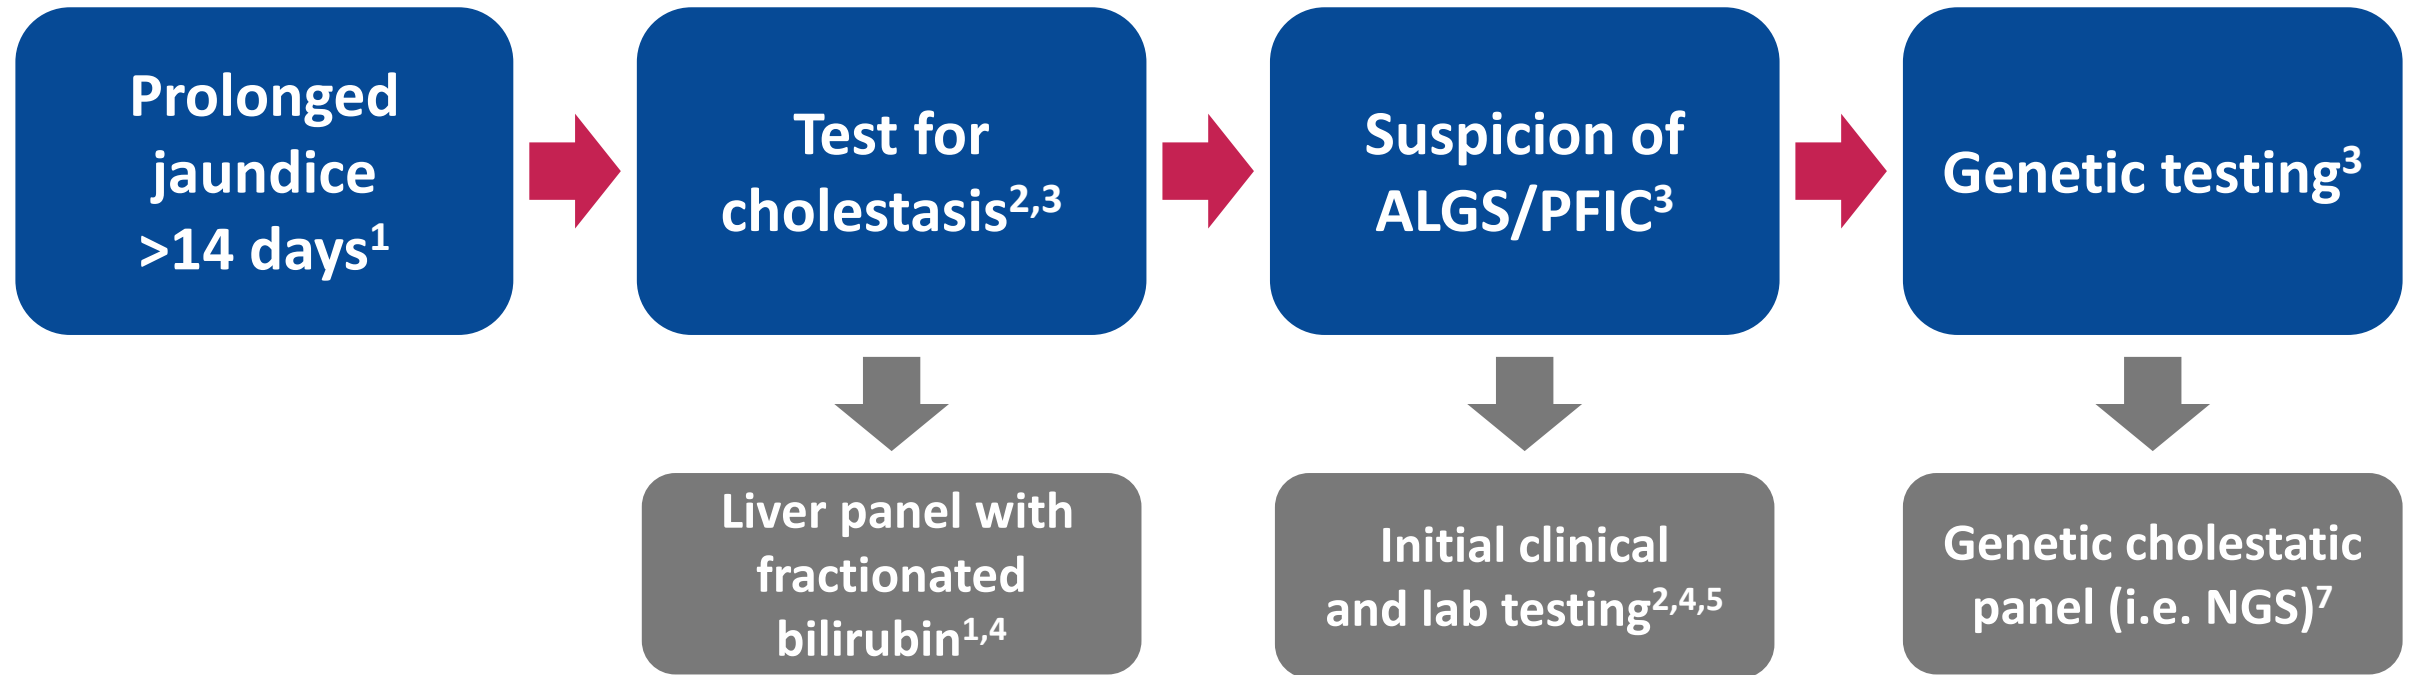 Prolonged
jaundice
>14 days¹
Test for
cholestasis²,³
Suspicion of
ALGS/PFIC³
Genetic testing³
Liver panel with
fractionated
bilirubin¹,⁴
Initial clinical
and lab testing²,⁴,⁵
Genetic cholestatic
panel (i.e. NGS)⁷